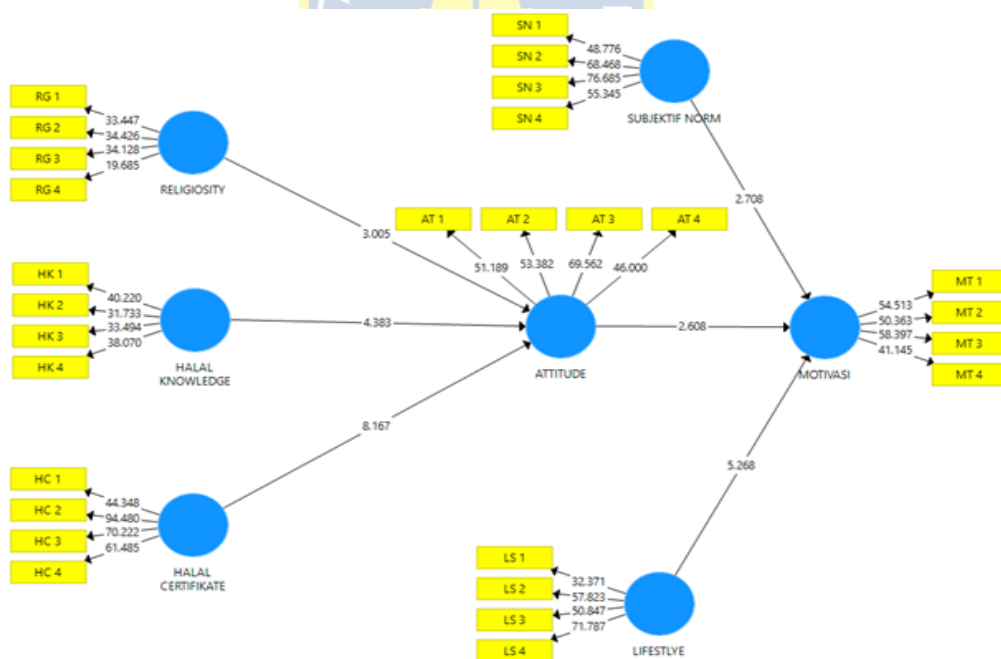 SN 1
SN 2
SN 3
SN 4
48.776
68.468
76.685
55.345
SUBJEKTIF NORM
RG 1
RG 2
RG 3
RG 4
33.447
34.426
34.128
19.685
RELIGIOSITY
2.708
3.005
AT 1
AT 2
AT 3
AT 4
51.189
53.382
69.562
46.000
HK 1
HK 2
HK 3
HK 4
40.220
31.733
33.494
38.070
HALAL
KNOWLEDGE
4.383
ATTITUDE
2.608
MOTIVASI
54.513
50.363
58.397
41.145
MT 1
MT 2
MT 3
MT 4
8.167
5.268
HC 1
HC 2
HC 3
HC 4
44.348
94.480
70.222
61.485
HALAL
CERTIFIKATE
LS 1
LS 2
LS 3
LS 4
32.371
57.823
50.847
71.787
LIFESTLYE